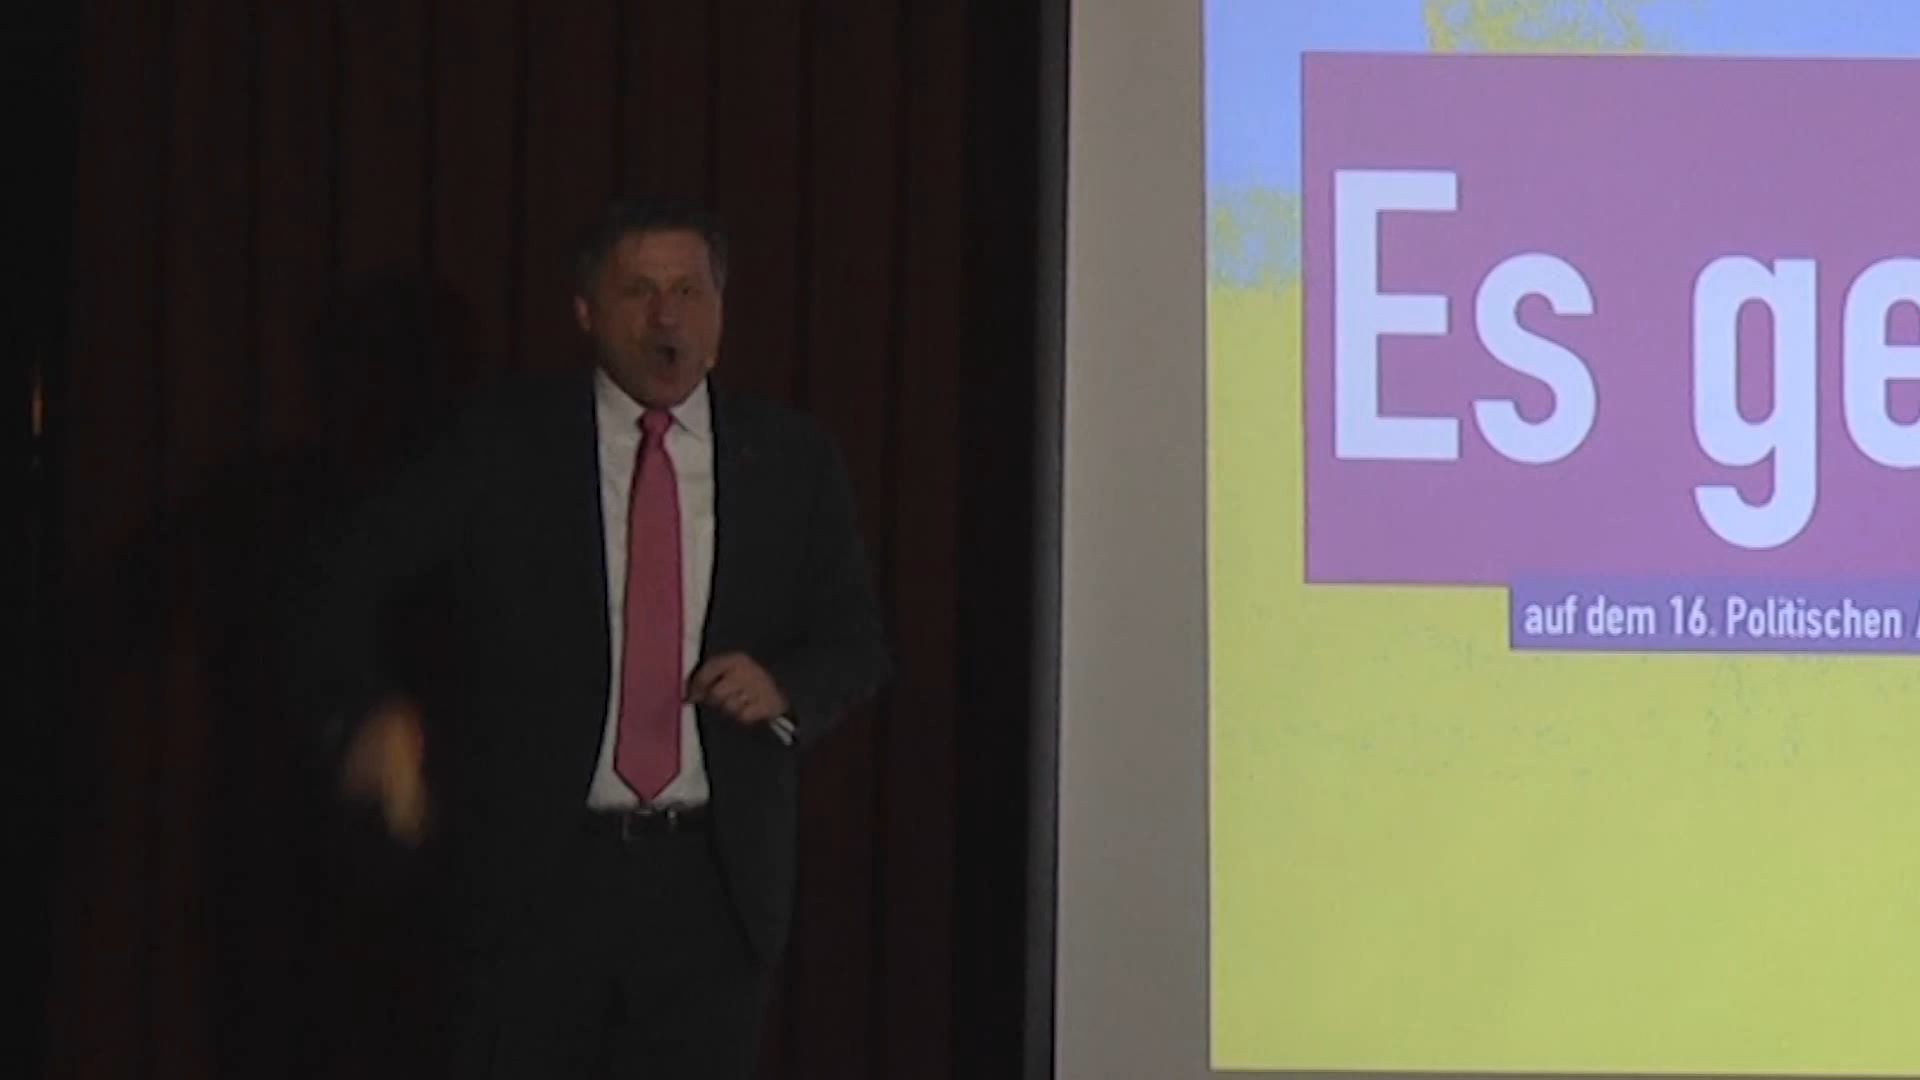 Es ge
auf dem 16. Politischen